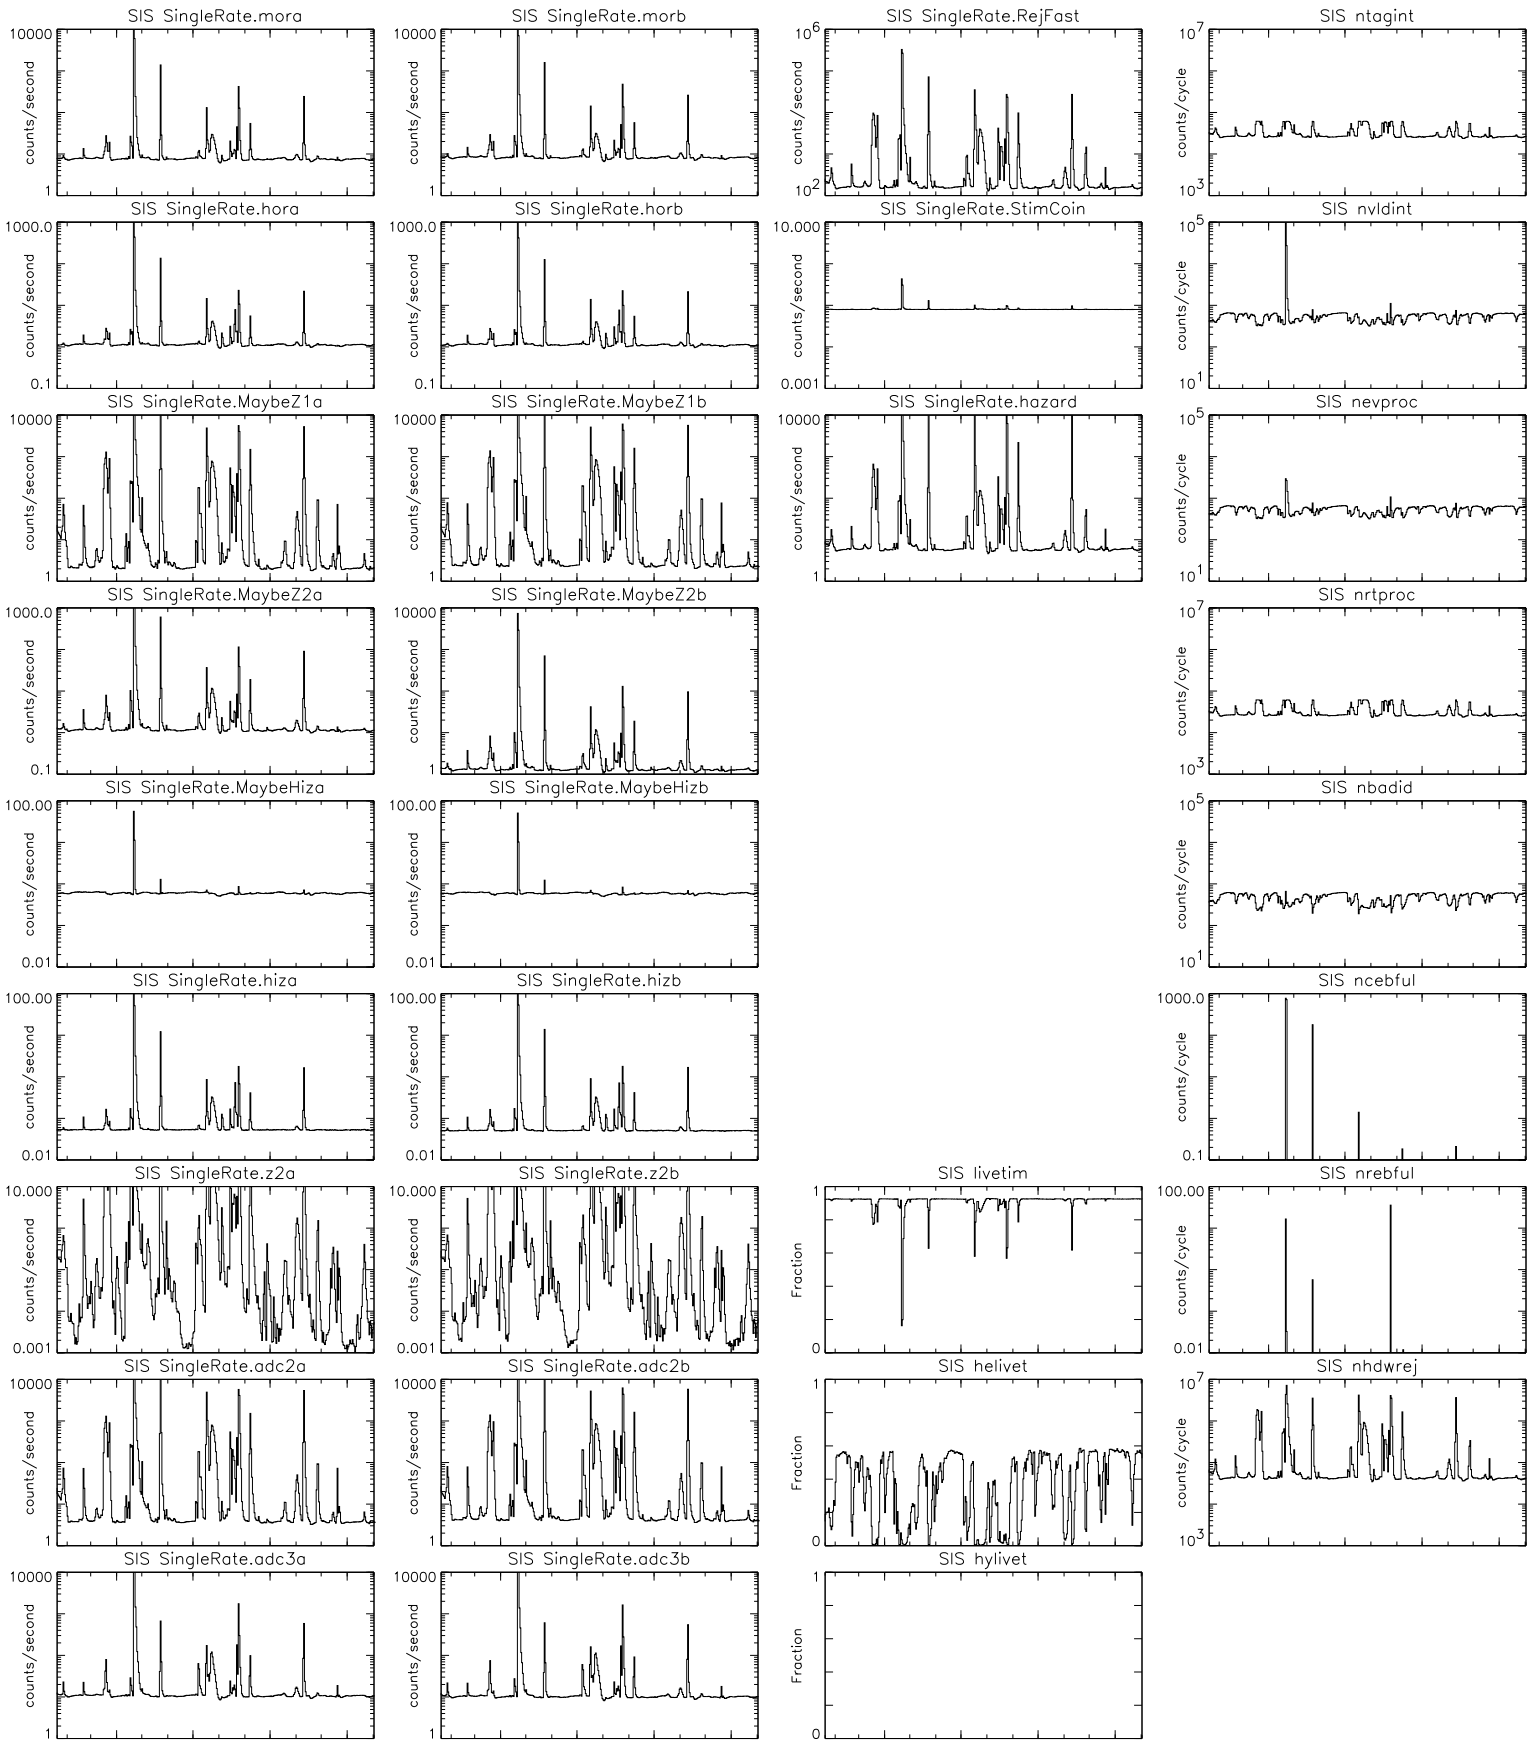 SIS SingleRate.mora
10000
counts/second
1
SIS SingleRate.morb
10000
counts/second
1
SIS SingleRate.RejFast
10^6
counts/second
10^2
SIS ntagint
10^7
counts/cycle
10^3
SIS SingleRate.hora
1000.0
counts/second
0.1
SIS SingleRate.horb
1000.0
counts/second
0.1
SIS SingleRate.StimCoin
10.000
counts/second
0.001
SIS nvldint
10^5
counts/cycle
10^1
SIS SingleRate.MaybeZ1a
10000
counts/second
1
SIS SingleRate.MaybeZ1b
10000
counts/second
1
SIS SingleRate.hazard
10000
counts/second
1
SIS nevproc
10^5
counts/cycle
10^1
SIS SingleRate.MaybeZ2a
1000.0
counts/second
0.1
SIS SingleRate.MaybeZ2b
10000
counts/second
1
SIS nrtproc
10^7
counts/cycle
10^3
SIS SingleRate.MaybeHiza
100.00
counts/second
0.01
SIS SingleRate.MaybeHizb
100.00
counts/second
0.01
SIS nbadid
10^5
counts/cycle
10^1
SIS SingleRate.hiza
100.00
counts/second
0.01
SIS SingleRate.hizb
100.00
counts/second
0.01
SIS ncebful
1000.0
counts/cycle
0.1
SIS SingleRate.z2a
10.000
counts/second
0.001
SIS SingleRate.z2b
10.000
counts/second
0.001
SIS livetim
1
Fraction
0
SIS nrebful
100.00
counts/cycle
0.01
SIS SingleRate.adc2a
10000
counts/second
1
SIS SingleRate.adc2b
10000
counts/second
1
SIS helivet
1
Fraction
0
SIS nhdwrej
10^7
counts/cycle
10^3
SIS SingleRate.adc3a
10000
counts/second
1
SIS SingleRate.adc3b
10000
counts/second
1
SIS hylivet
1
Fraction
0